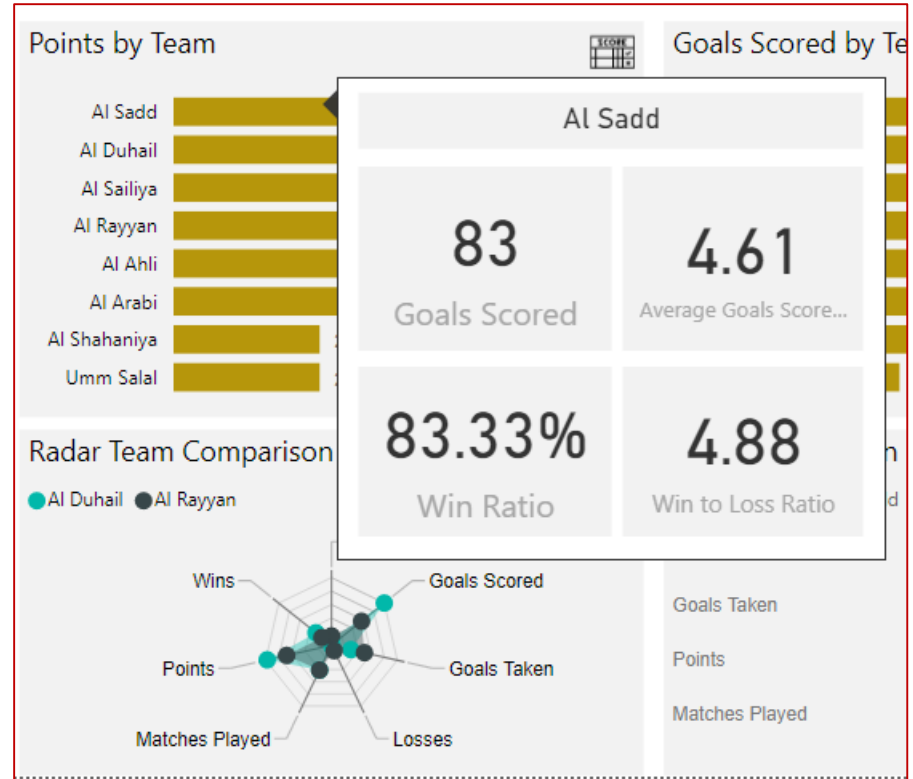 Points by Team
SCORE
Goals Scored by Te
Al Sadd
Al Duhail
Al Sailiya
Al Rayyan
Al Ahli
Al Arabi
Al Shahaniya
Umm Salal
Al Sadd
83
Goals Scored
4.61
Average Goals Score...
83.33%
Win Ratio
4.88
Win to Loss Ratio
Radar Team Comparison
Al Duhail
Al Rayyan
Wins
Goals Scored
Points
Goals Taken
Matches Played
Losses
n
d
Goals Taken
Points
Matches Played